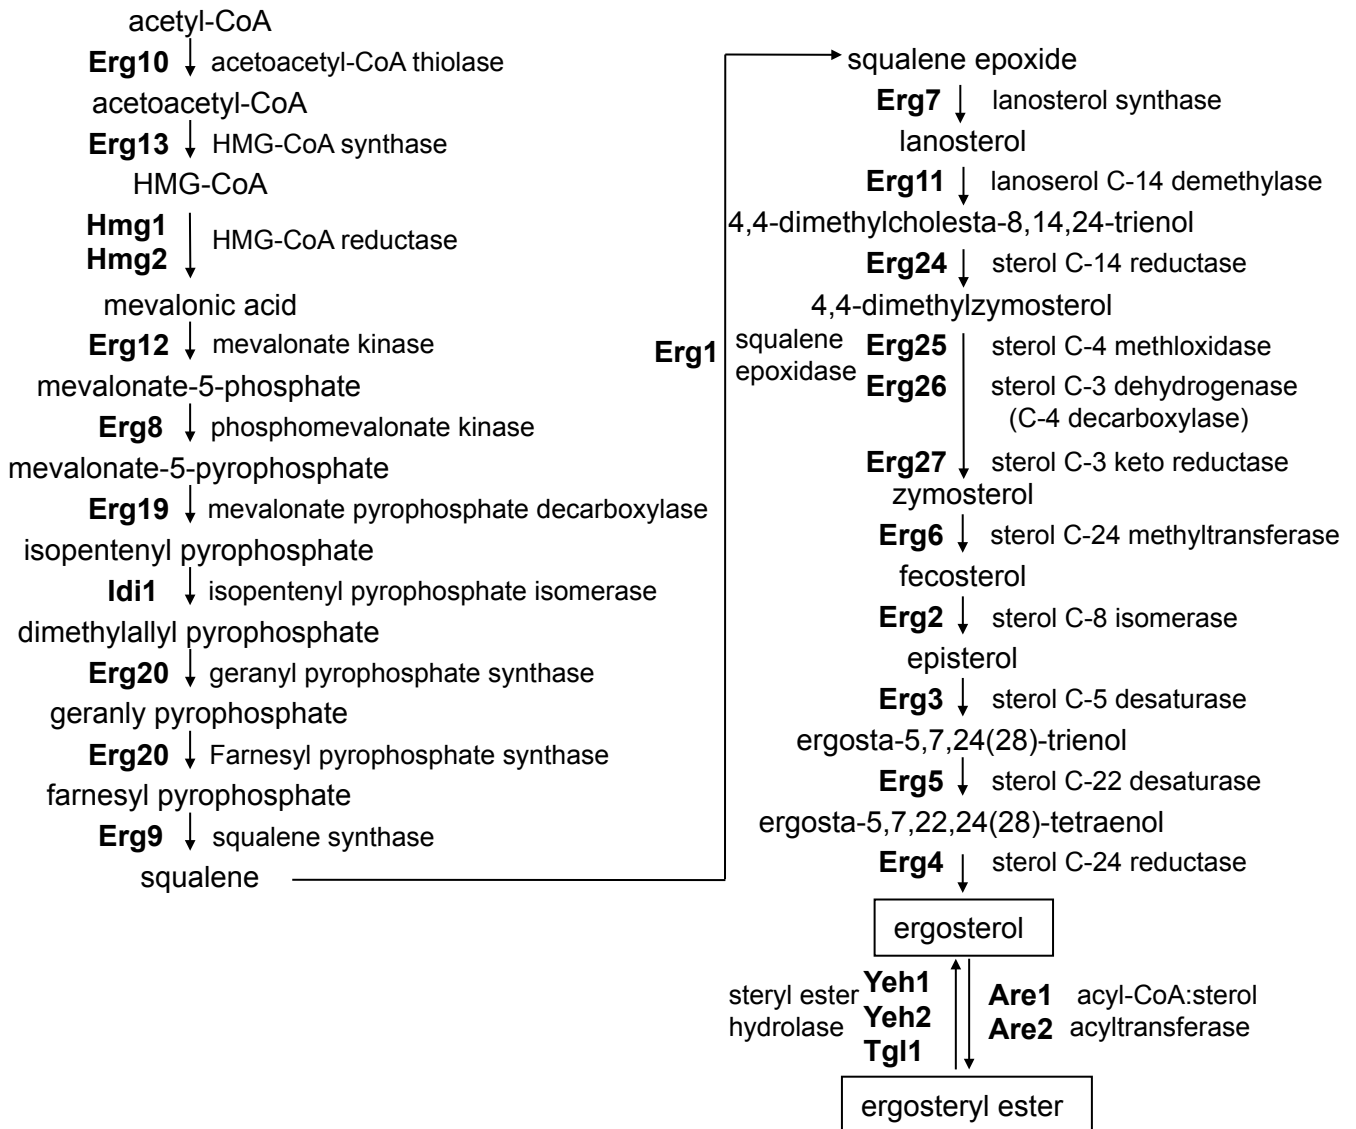 acetyl-CoA
Erg10 acetoacetyl-CoA thiolase
acetoacetyl-CoA
Erg13 HMG-CoA synthase
HMG-CoA
Hmg1
Hmg2
HMG-CoA reductase
mevalonic acid
Erg12 mevalonate kinase
mevalonate-5-phosphate
Erg8 phosphomevalonate kinase
mevalonate-5-pyrophosphate
Erg19 mevalonate pyrophosphate decarboxylase
isopentenyl pyrophosphate
Idi1 isopentenyl pyrophosphate isomerase
dimethylallyl pyrophosphate
Erg20 geranyl pyrophosphate synthase
geranly pyrophosphate
Erg20 Farnesyl pyrophosphate synthase
farnesyl pyrophosphate
Erg9 squalene synthase
squalene
Erg1
squalene
epoxidase
squalene epoxide
Erg7 lanosterol synthase
lanosterol
Erg11 lanoserol C-14 demethylase
4,4-dimethylcholesta-8,14,24-trienol
Erg24 sterol C-14 reductase
4,4-dimethylzymosterol
Erg25 sterol C-4 methloxidase
Erg26 sterol C-3 dehydrogenase
(C-4 decarboxylase)
Erg27 sterol C-3 keto reductase
zymosterol
Erg6 sterol C-24 methyltransferase
fecosterol
Erg2 sterol C-8 isomerase
episterol
Erg3 sterol C-5 desaturase
ergosta-5,7,24(28)-trienol
Erg5 sterol C-22 desaturase
ergosta-5,7,22,24(28)-tetraenol
Erg4 sterol C-24 reductase
ergosterol
steryl ester
hydrolase
Yeh1
Yeh2
Tgl1
Are1 acyl-CoA:sterol
Are2 acyltransferase
ergosteryl ester